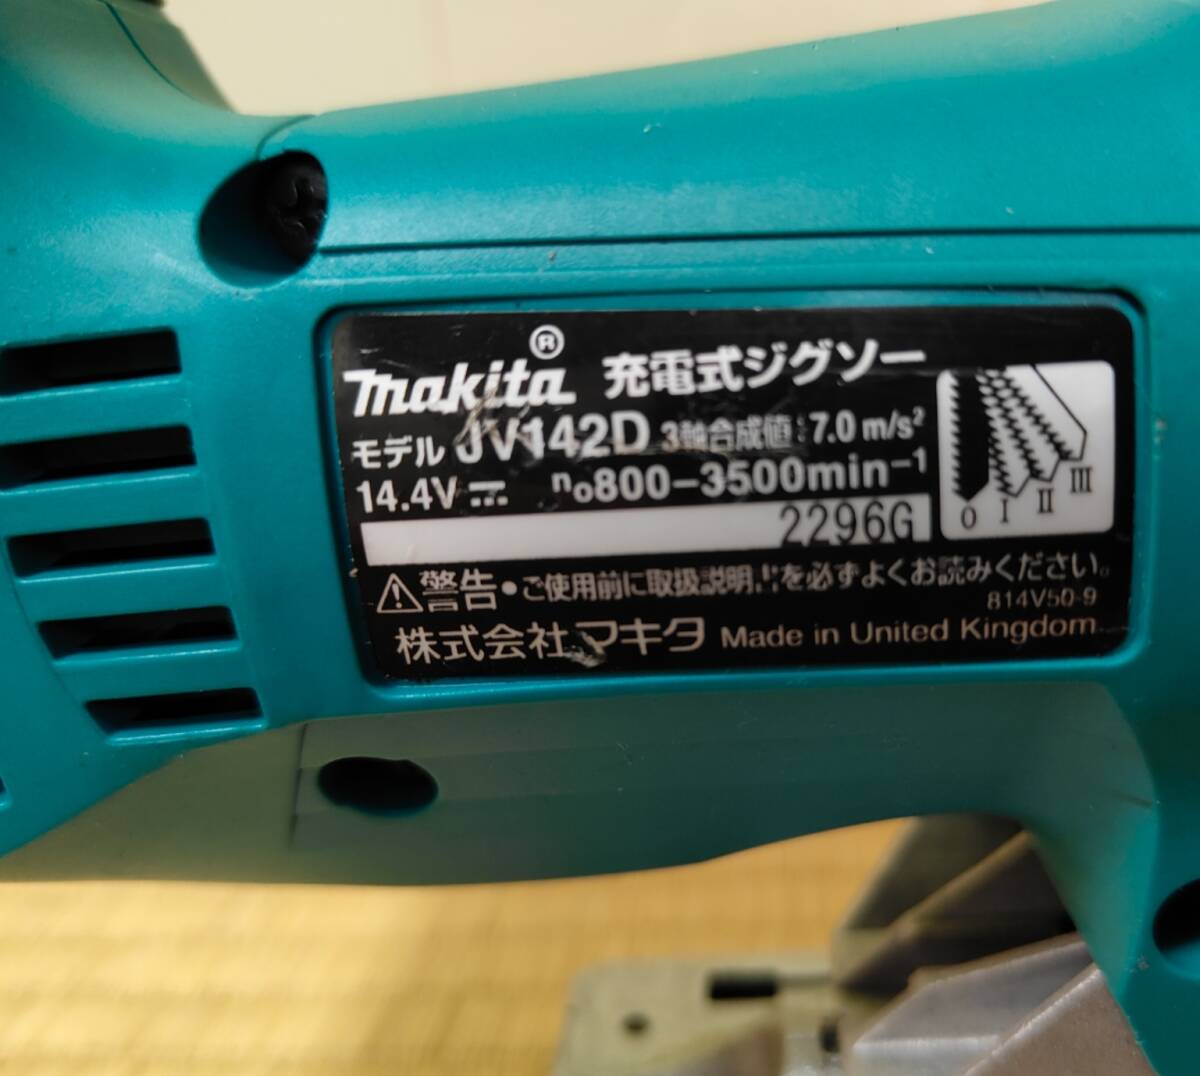 makita® 充電式ジグソー
モデル JV142D 3軸合成値:7.0 m/s²
14.4V ⎓ n₀800-3500min⁻¹
2296G
0 I II III
⚠警告・ご使用前に取扱説明書を必ずよくお読みください。
814V50-9
株式会社マキタ Made in United Kingdom